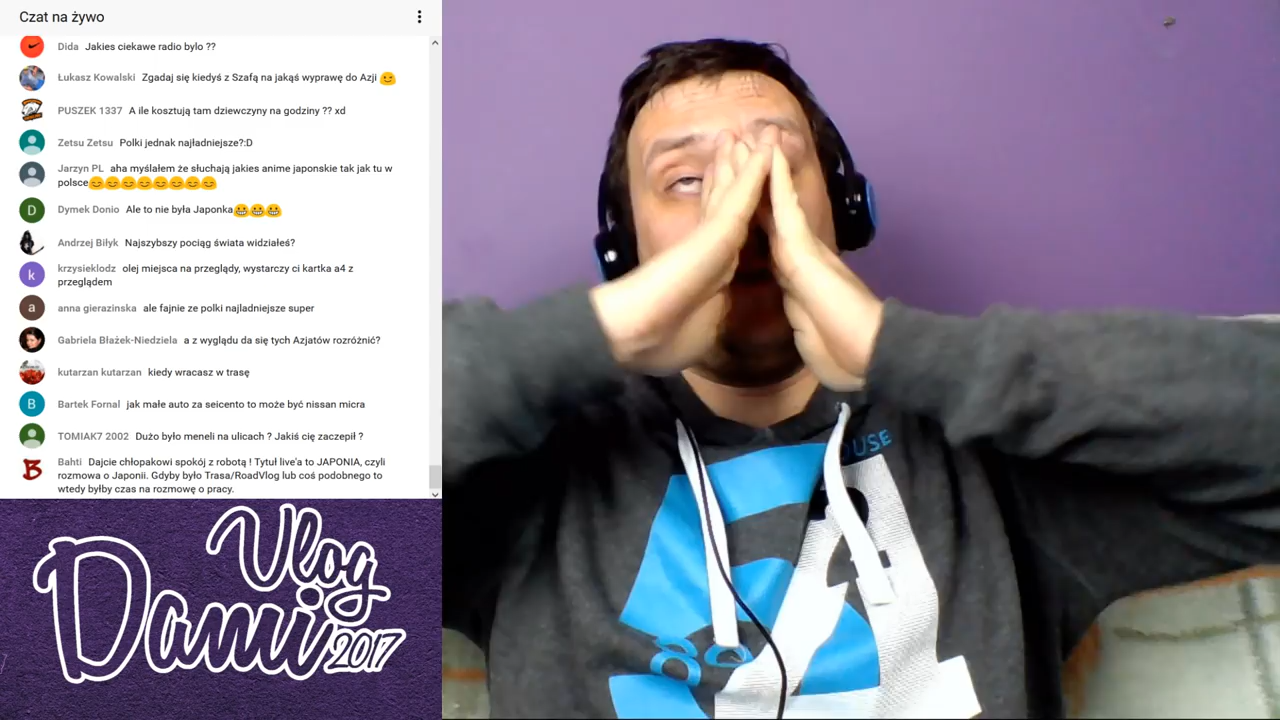 Czat na żywo
Dida Jakies ciekawe radio bylo ??
Łukasz Kowalski Zgadaj się kiedyś z Szafą na jakąś wyprawę do Azji 😊
PUSZEK 1337 A ile kosztują tam dziewczyny na godziny ?? xd
Zetsu Zetsu Polki jednak najładniejsze?:D
Jarzyn PL aha myślałem że słuchają jakies anime japonskie tak jak tu w
polsce😊😊😊😊😊😊😊😊
Dymek Donio Ale to nie była Japonka😬😬😬
Andrzej Biłyk Najszybszy pociąg świata widziałeś?
krzysieklodz olej miejsca na przeglądy, wystarczy ci kartka a4 z
przeglądem
anna gierazinska ale fajnie ze polki najladniejsze super
Gabriela Błażek-Niedziela a z wyglądu da się tych Azjatów rozróżnić?
kutarzan kutarzan kiedy wracasz w trasę
Bartek Fornal jak małe auto za seicento to może być nissan micra
TOMIAK7 2002 Dużo było meneli na ulicach ? Jakiś cię zaczepił ?
Bahti Dajcie chłopakowi spokój z robotą ! Tytuł live'a to JAPONIA, czyli
rozmowa o Japonii. Gdyby było Trasa/RoadVlog lub coś podobnego to
wtedy byłby czas na rozmowę o pracy.
Vlog
Dami
2017